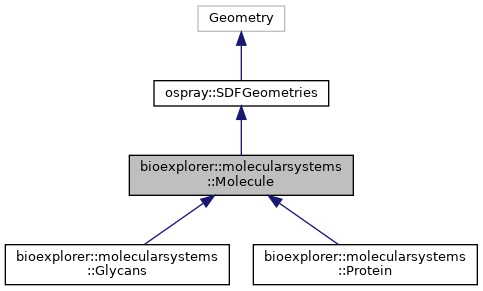 Geometry
ospray::SDFGeometries
bioexplorer::molecularsystems
::Molecule
bioexplorer::molecularsystems
::Glycans
bioexplorer::molecularsystems
::Protein